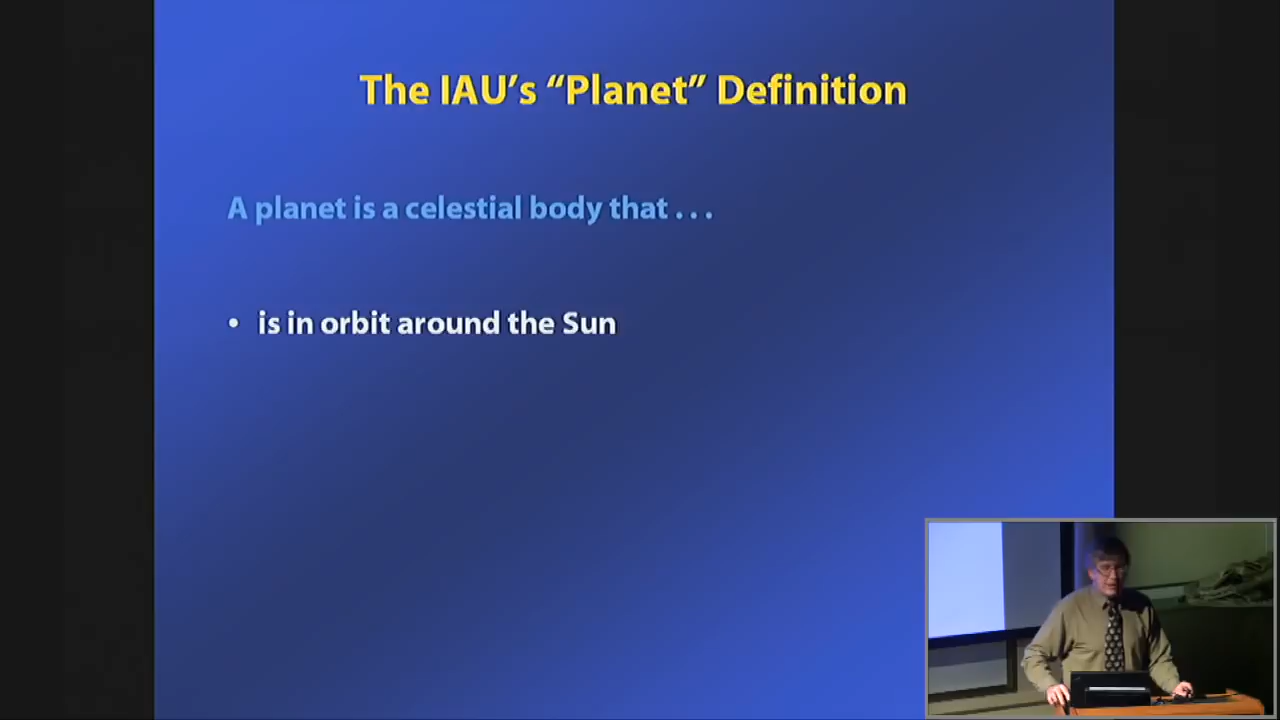 The IAU’s “Planet” Definition
A planet is a celestial body that . . .
• is in orbit around the Sun